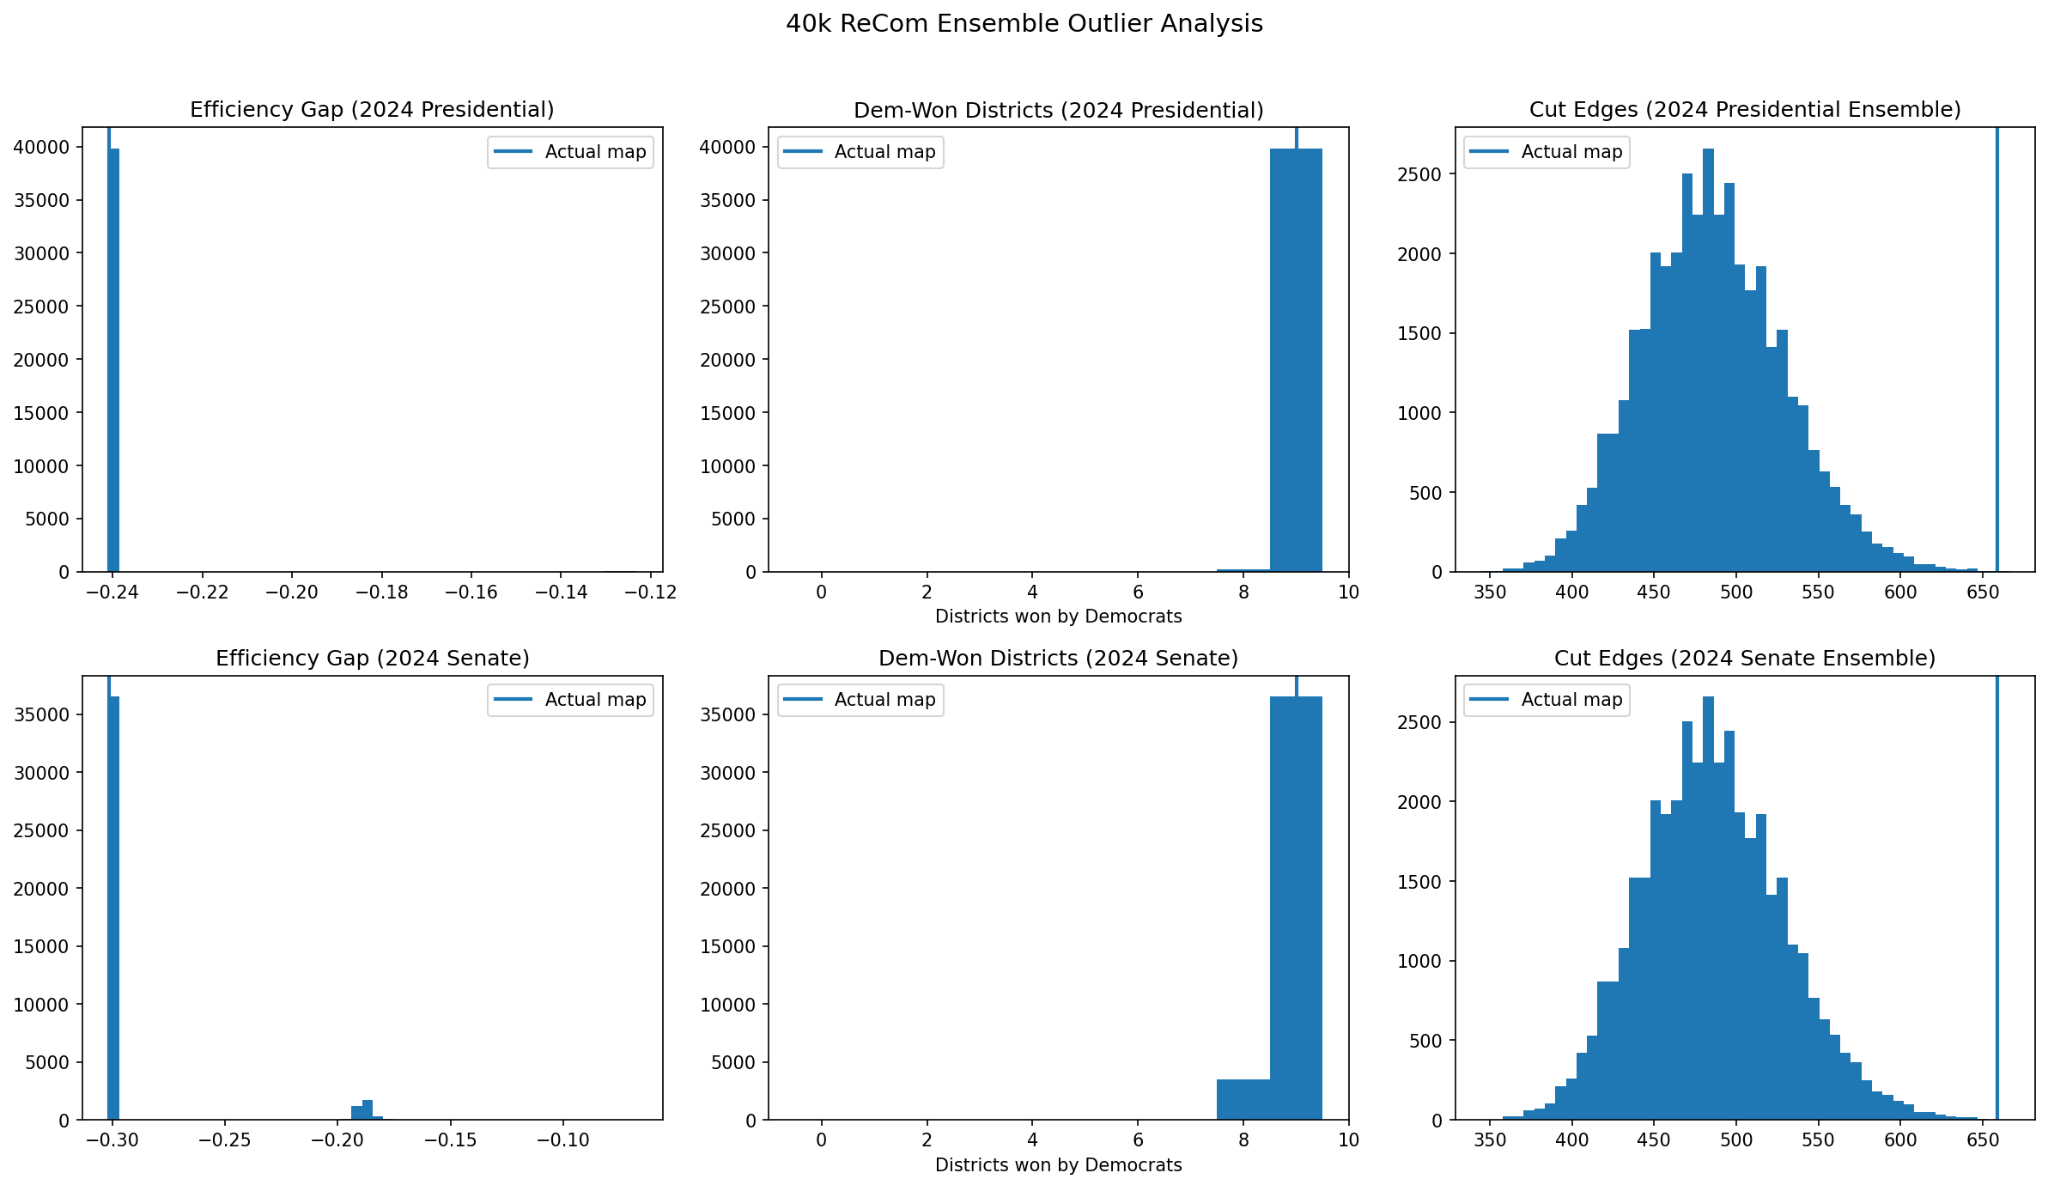 40k ReCom Ensemble Outlier Analysis
Efficiency Gap (2024 Presidential)
40000
35000
30000
25000
20000
15000
10000
5000
0
Actual map
−0.24 −0.22 −0.20 −0.18 −0.16 −0.14 −0.12
Dem-Won Districts (2024 Presidential)
40000
35000
30000
25000
20000
15000
10000
5000
0
Actual map
0 2 4 6 8 10
Districts won by Democrats
Cut Edges (2024 Presidential Ensemble)
2500
2000
1500
1000
500
0
Actual map
350 400 450 500 550 600 650
Efficiency Gap (2024 Senate)
35000
30000
25000
20000
15000
10000
5000
0
Actual map
−0.30 −0.25 −0.20 −0.15 −0.10
Dem-Won Districts (2024 Senate)
35000
30000
25000
20000
15000
10000
5000
0
Actual map
0 2 4 6 8 10
Districts won by Democrats
Cut Edges (2024 Senate Ensemble)
2500
2000
1500
1000
500
0
Actual map
350 400 450 500 550 600 650